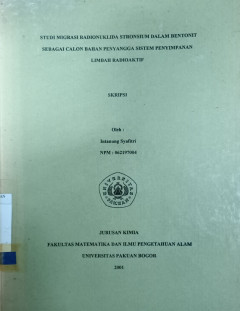 STUDI MIGRASI RADIONUKLIDA STRONSIUM DALAM BENTONIT
SEBAGAI CALON BAHAN PENYANGGA SISTEM PENYIMPANAN
LIMBAH RADIOAKTIF
SKRIPSI
Oleh :
Syafitri
NPM :
JURUSAN KIMIA
FAKULTAS MATEMATIKA DAN ILMU PENGETAHUAN ALAM
UNIVERSITAS PAKUAN BOGOR
2001